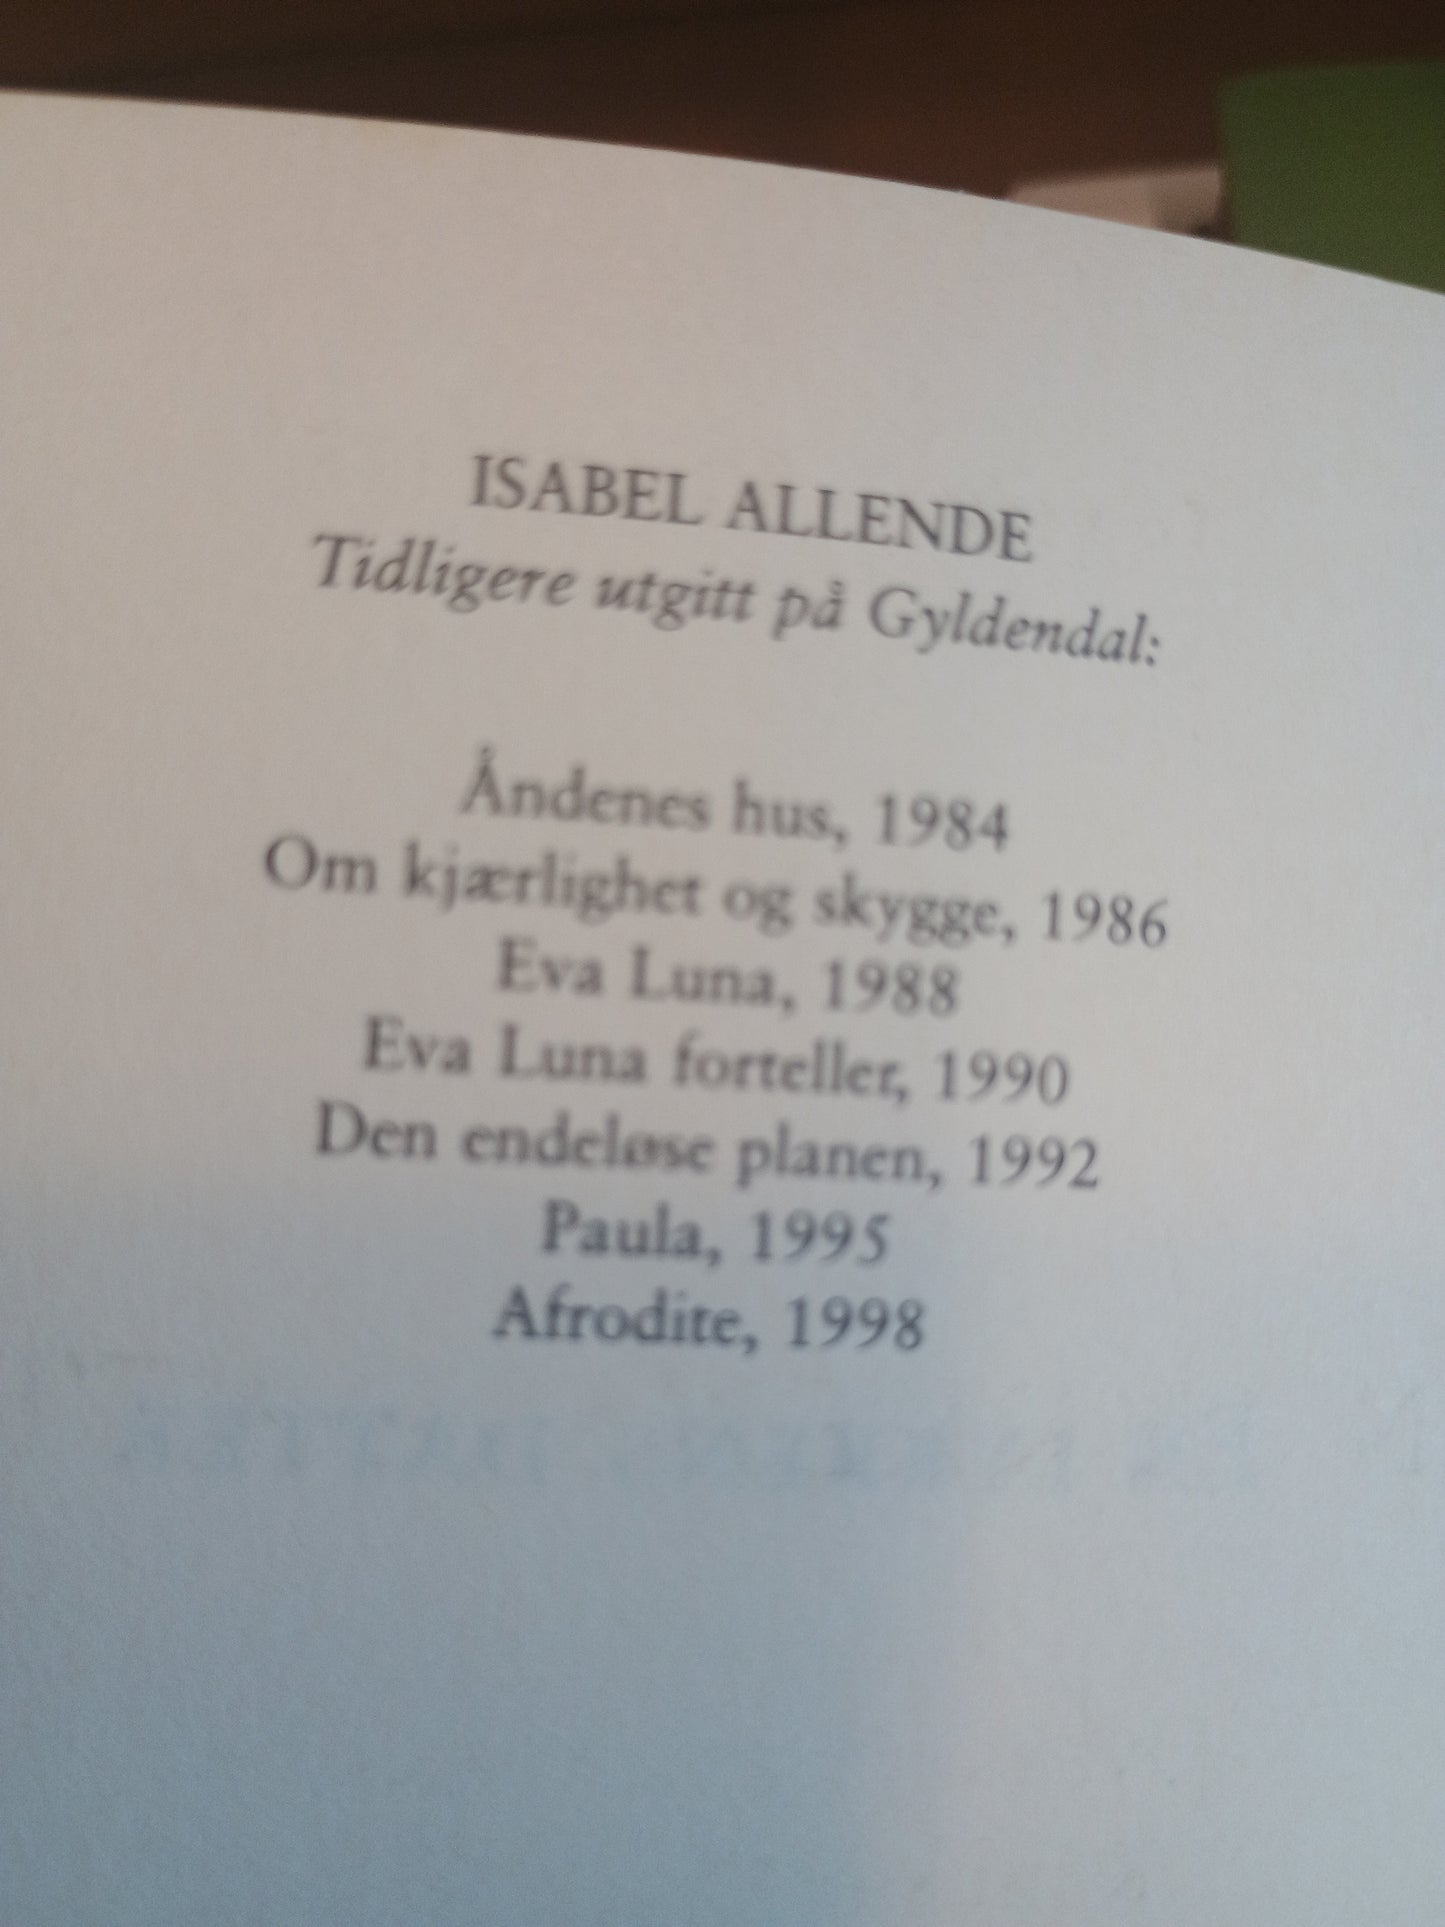 ISABEL ALLENDE
Tidligere utgitt på Gyldendal:
Åndenes hus, 1984
Om kjærlighet og skygge, 1986
Eva Luna, 1988
Eva Luna forteller, 1990
Den endeløse planen, 1992
Paula, 1995
Afrodite, 1998